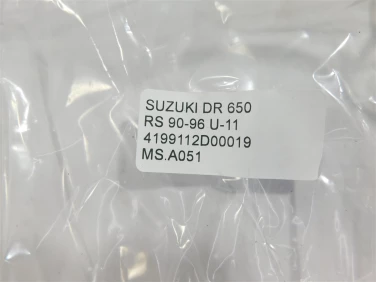 SUZUKI DR 650
RS 90-96 U-11
4199112D00019
MS.A051